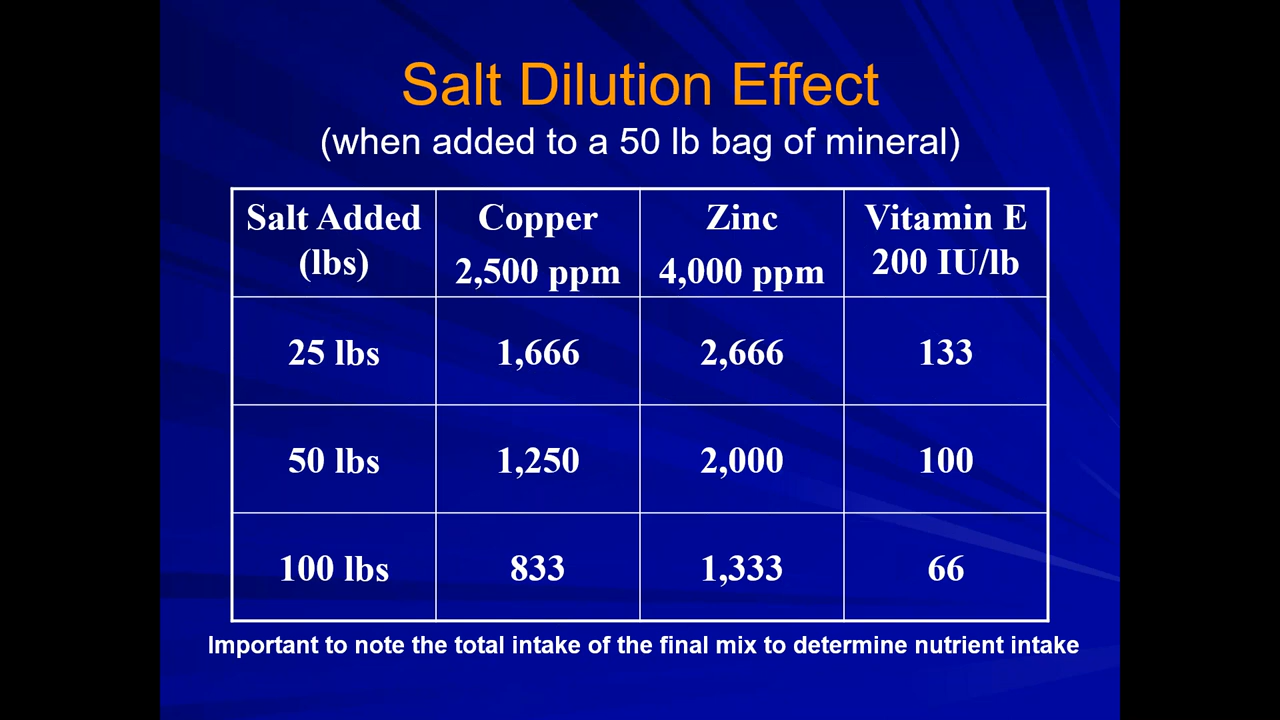 Salt Dilution Effect
(when added to a 50 lb bag of mineral)
Salt Added (lbs) Copper 2,500 ppm Zinc 4,000 ppm Vitamin E 200 IU/lb
25 lbs 1,666 2,666 133
50 lbs 1,250 2,000 100
100 lbs 833 1,333 66
Important to note the total intake of the final mix to determine nutrient intake